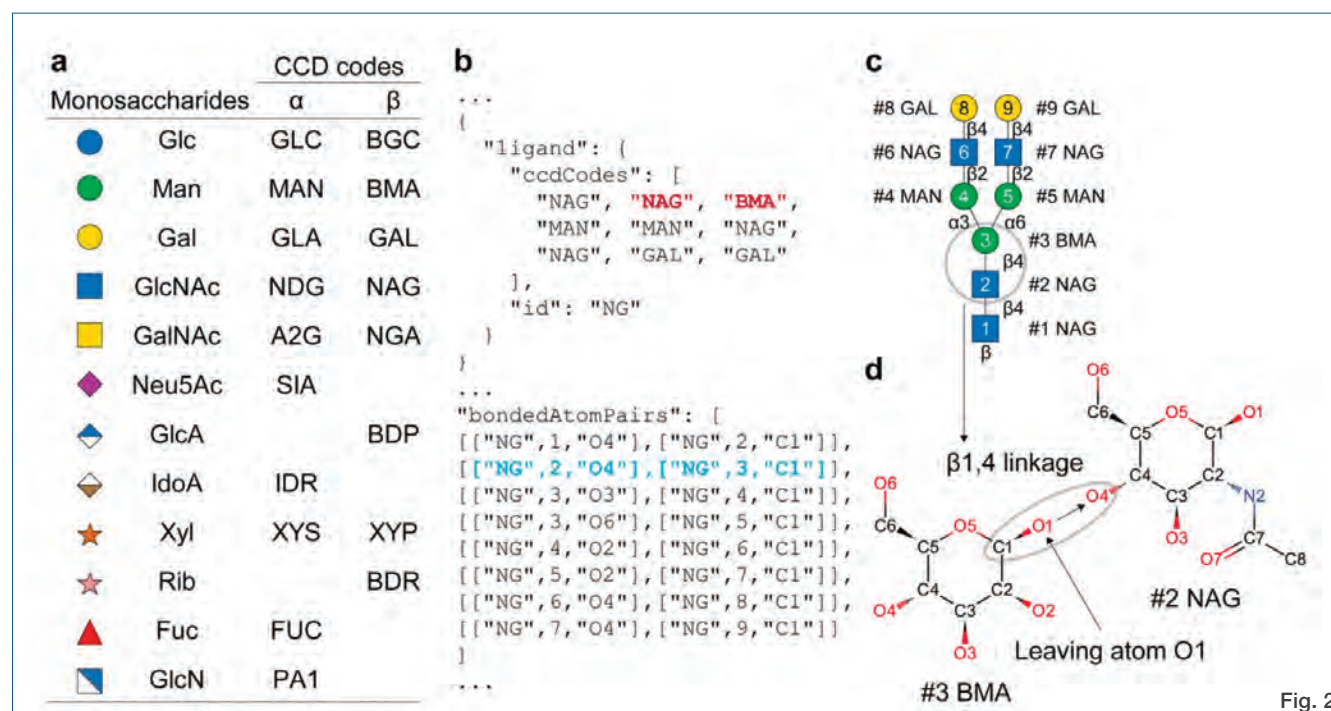 a
CCD codes
Monosaccharides α β
Glc GLC BGC
Man MAN BMA
Gal GLA GAL
GlcNAc NDG NAG
GalNAc A2G NGA
Neu5Ac SIA
GlcA BDP
IdoA IDR
Xyl XYS XYP
Rib BDR
Fuc FUC
GlcN PA1
b
...
{
"ligand": {
"ccdCodes": [
"NAG", "NAG", "BMA",
"MAN", "MAN", "NAG",
"NAG", "GAL", "GAL"
],
"id": "NG"
}
}
...
"bondedAtomPairs": [
[["NG",1,"O4"],["NG",2,"C1"]],
[["NG",2,"O4"],["NG",3,"C1"]],
[["NG",3,"O3"],["NG",4,"C1"]],
[["NG",3,"O6"],["NG",5,"C1"]],
[["NG",4,"O2"],["NG",6,"C1"]],
[["NG",5,"O2"],["NG",7,"C1"]],
[["NG",6,"O4"],["NG",8,"C1"]],
[["NG",7,"O4"],["NG",9,"C1"]]
]
...
c
#8 GAL 8 9 #9 GAL
β4 β4
#6 NAG 6 7 #7 NAG
β2 β2
#4 MAN 4 5 #5 MAN
α3 α6
3 #3 BMA
β4
2 #2 NAG
β4
1 #1 NAG
β
d
O6
C6 O5 O1
C5 C1
β1,4 linkage
O4 C4 C2 N2
C3
O3 C7
O7 C8
#2 NAG
O6
C6 O5 O1
C5 C1
C4 C2
O4 C3 O2
O3
Leaving atom O1
#3 BMA
Fig. 2